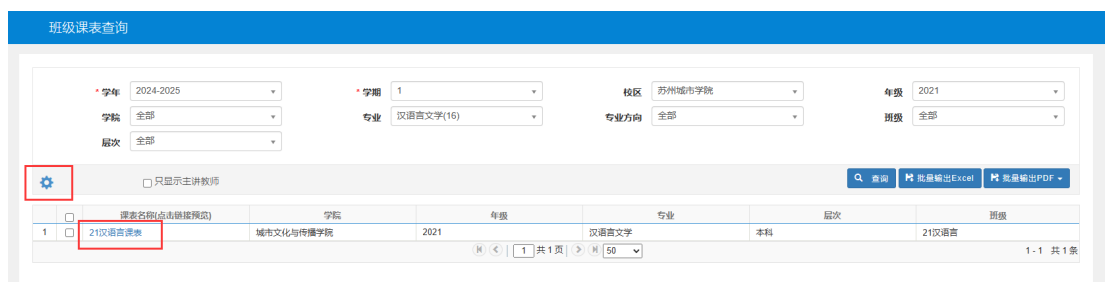 班级课表查询
* 学年 2024-2025 * 学期 1 校区 苏州城市学院 年级 2021
学院 全部 专业 汉语言文学(16) 专业方向 全部 班级 全部
层次 全部
只显示主讲教师 查询 批量输出Excel 批量输出PDF
课表名称(点击链接预览) 学院 年级 专业 层次 班级
1 21汉语言课表 城市文化与传播学院 2021 汉语言文学 本科 21汉语言
1 共1页 50 1 - 1 共1条